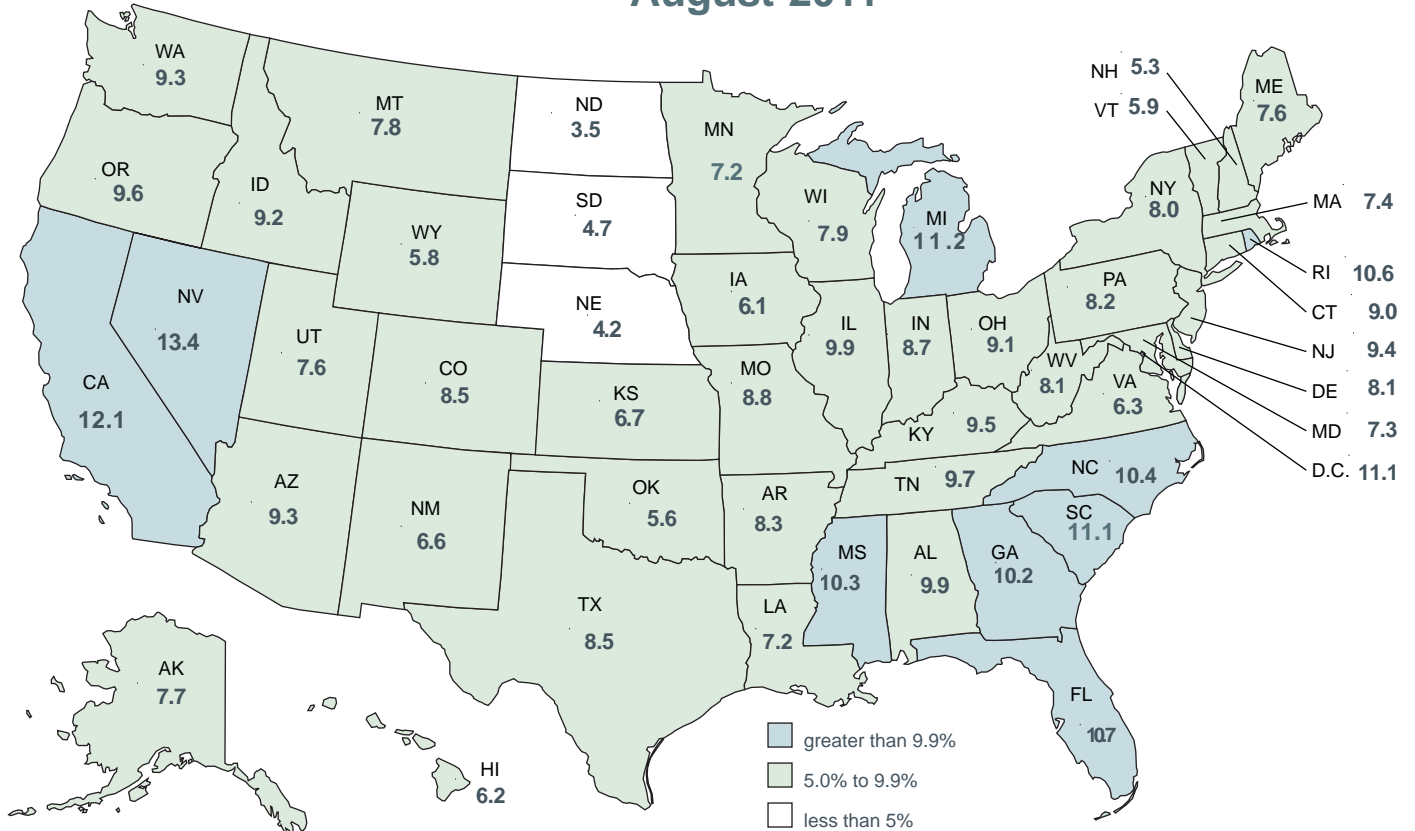 August 2011
WA
9.3
MT
7.8
ND
3.5
MN
7.2
NH 5.3
VT 5.9
ME
7.6
OR
9.6
ID
9.2
WY
5.8
SD
4.7
WI
7.9
MI
11.2
NY
8.0
MA 7.4
RI 10.6
CT 9.0
NJ 9.4
DE 8.1
MD 7.3
D.C. 11.1
NV
13.4
UT
7.6
CO
8.5
NE
4.2
IA
6.1
IL
9.9
IN
8.7
OH
9.1
PA
8.2
WV
8.1
VA
6.3
CA
12.1
KS
6.7
MO
8.8
KY 9.5
AZ
9.3
NM
6.6
OK
5.6
AR
8.3
TN 9.7
NC 10.4
SC
11.1
MS
10.3
AL
9.9
GA
10.2
TX
8.5
LA
7.2
FL
10.7
AK
7.7
HI
6.2
greater than 9.9%
5.0% to 9.9%
less than 5%